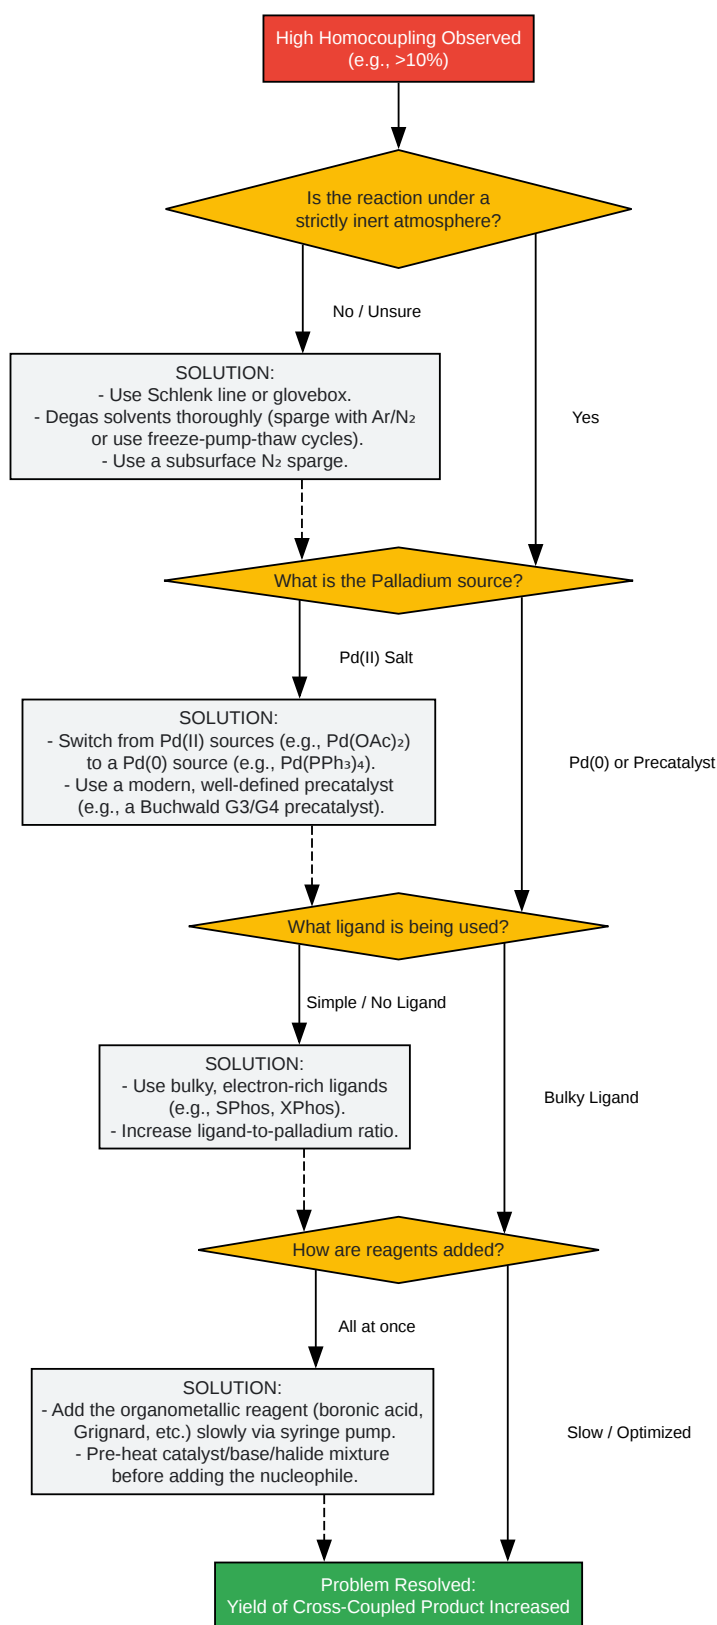 High Homocoupling Observed
(e.g., >10%)
Is the reaction under a
strictly inert atmosphere?
No / Unsure
SOLUTION:
- Use Schlenk line or glovebox.
- Degas solvents thoroughly (sparge with Ar/N₂
or use freeze-pump-thaw cycles).
- Use a subsurface N₂ sparge.
Yes
What is the Palladium source?
Pd(II) Salt
SOLUTION:
- Switch from Pd(II) sources (e.g., Pd(OAc)₂)
to a Pd(0) source (e.g., Pd(PPh₃)₄).
- Use a modern, well-defined precatalyst
(e.g., a Buchwald G3/G4 precatalyst).
Pd(0) or Precatalyst
What ligand is being used?
Simple / No Ligand
SOLUTION:
- Use bulky, electron-rich ligands
(e.g., SPhos, XPhos).
- Increase ligand-to-palladium ratio.
Bulky Ligand
How are reagents added?
All at once
SOLUTION:
- Add the organometallic reagent (boronic acid,
Grignard, etc.) slowly via syringe pump.
- Pre-heat catalyst/base/halide mixture
before adding the nucleophile.
Slow / Optimized
Problem Resolved:
Yield of Cross-Coupled Product Increased